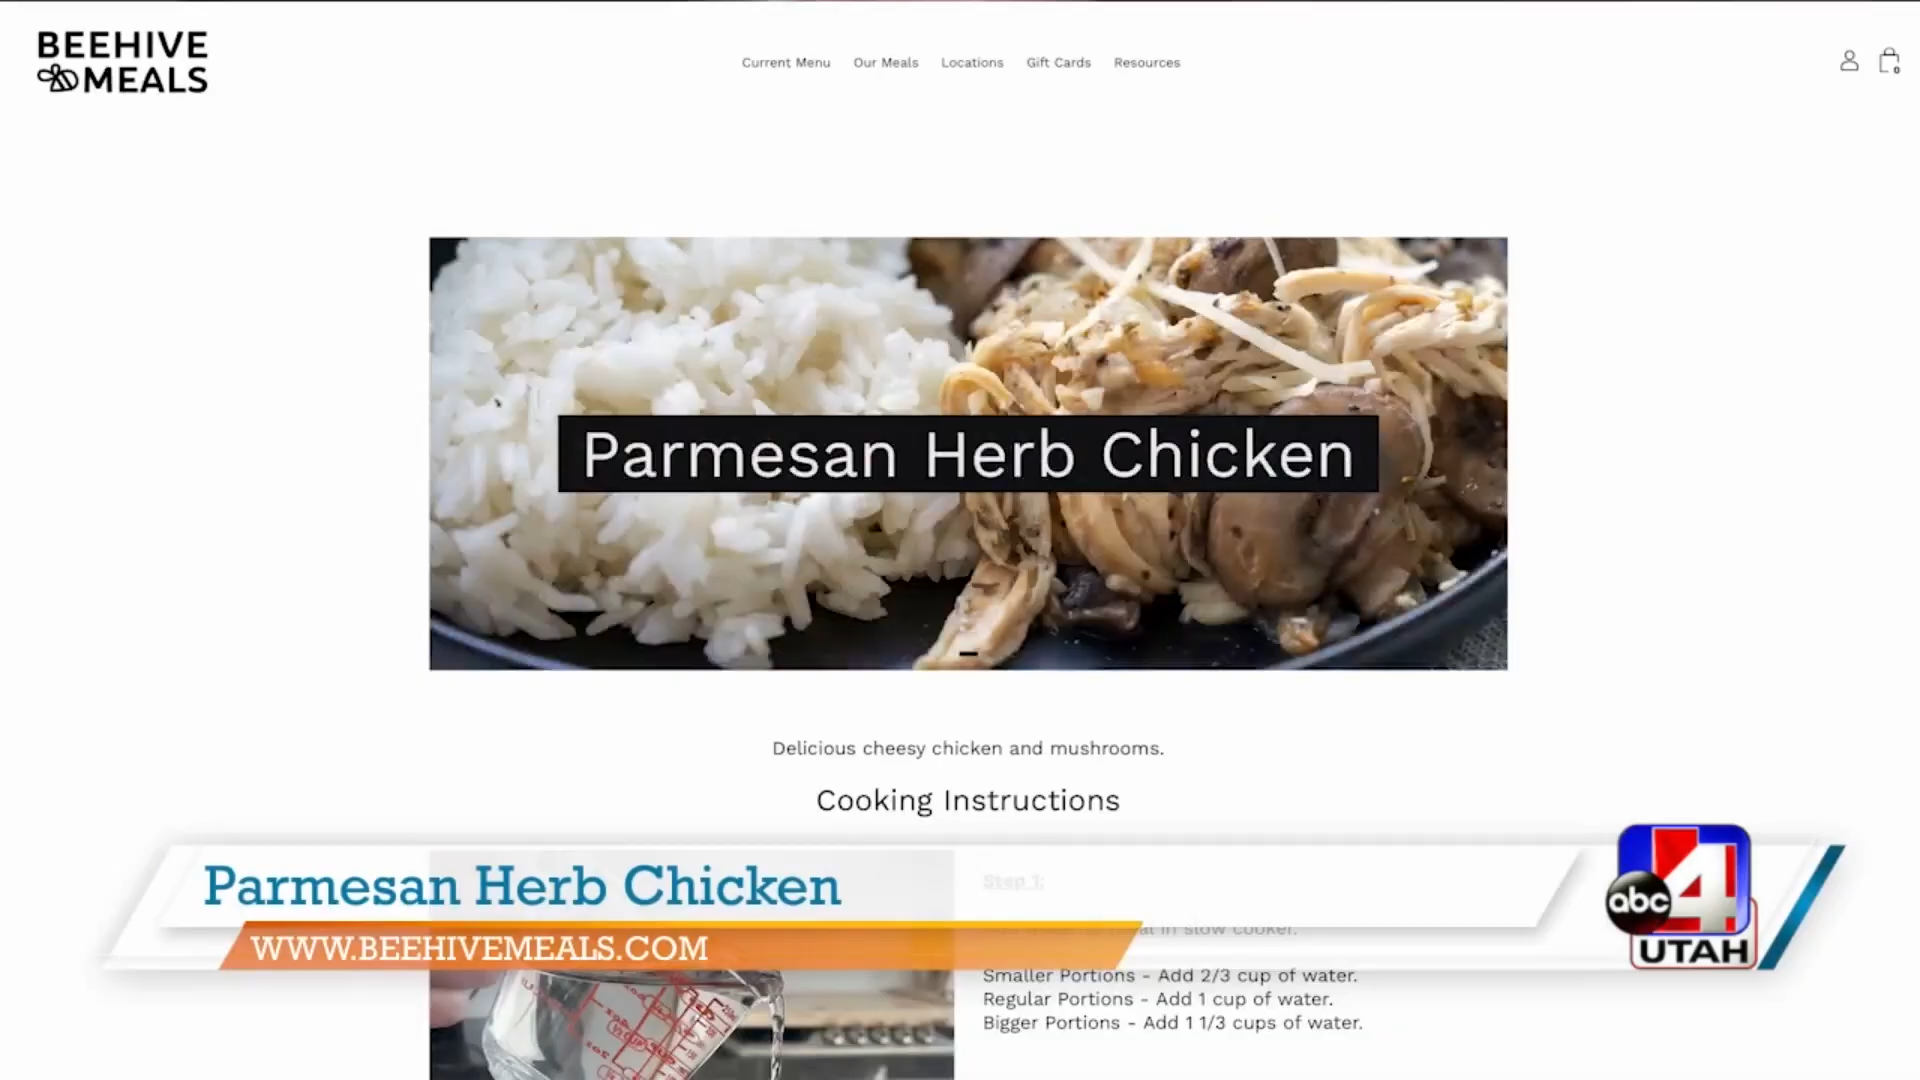 BEEHIVE
MEALS
Current Menu Our Meals Locations Gift Cards Resources
0
Parmesan Herb Chicken
Delicious cheesy chicken and mushrooms.
Cooking Instructions
Step 1:
in slow cooker.
Smaller Portions - Add 2/3 cup of water.
Regular Portions - Add 1 cup of water.
Bigger Portions - Add 1 1/3 cups of water.
Parmesan Herb Chicken
WWW.BEEHIVEMEALS.COM
abc 4
UTAH